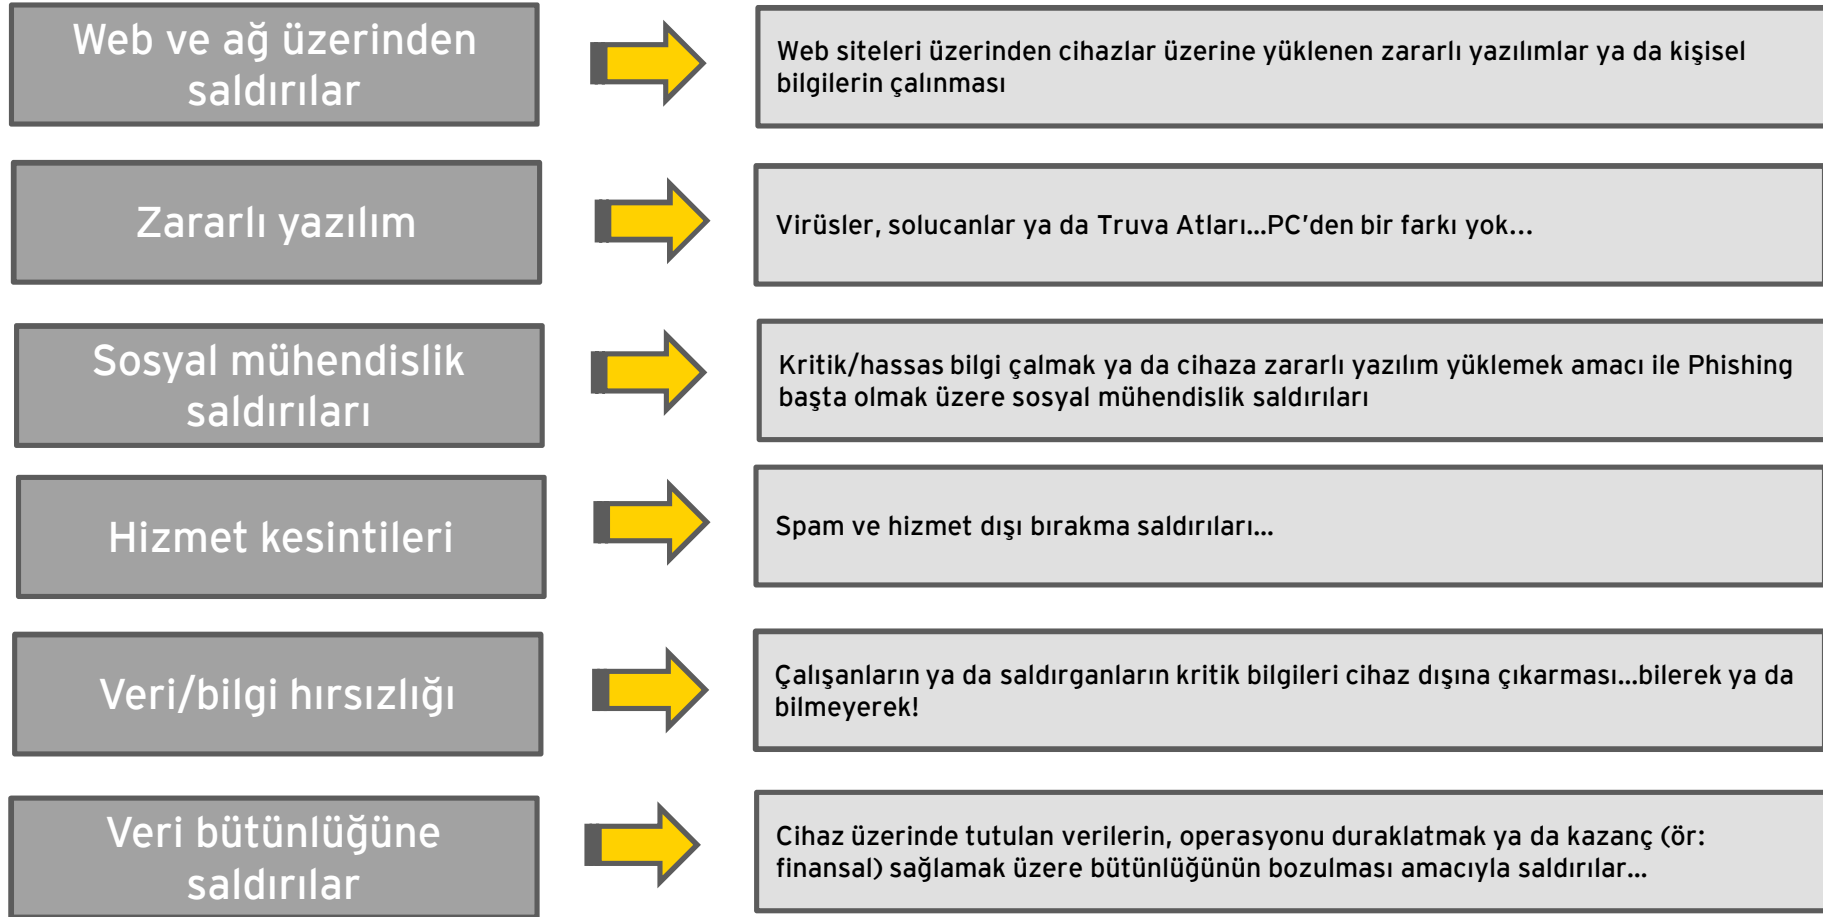 Web ve ağ üzerinden
saldırılar
Web siteleri üzerinden cihazlar üzerine yüklenen zararlı yazılımlar ya da kişisel
bilgilerin çalınması
Zararlı yazılım
Virüsler, solucanlar ya da Truva Atları...PC'den bir farkı yok...
Sosyal mühendislik
saldırıları
Kritik/hassas bilgi çalmak ya da cihaza zararlı yazılım yüklemek amacı ile Phishing
başta olmak üzere sosyal mühendislik saldırıları
Hizmet kesintileri
Spam ve hizmet dışı bırakma saldırıları...
Veri/bilgi hırsızlığı
Çalışanların ya da saldırganların kritik bilgileri cihaz dışına çıkarması...bilerek ya da
bilmeyerek!
Veri bütünlüğüne
saldırılar
Cihaz üzerinde tutulan verilerin, operasyonu duraklatmak ya da kazanç (ör:
finansal) sağlamak üzere bütünlüğünün bozulması amacıyla saldırılar...